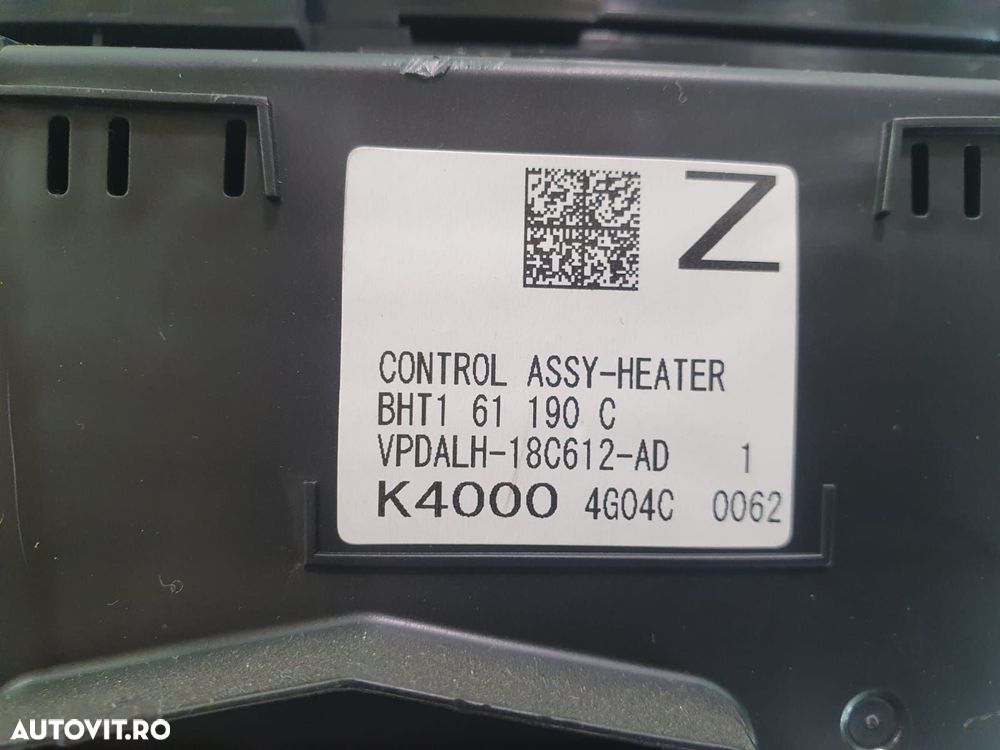 Z
CONTROL ASSY-HEATER
BHT1 61 190 C
VPDALH-18C612-AD 1
K4000 4G04C 0062
AUTOVIT.RO